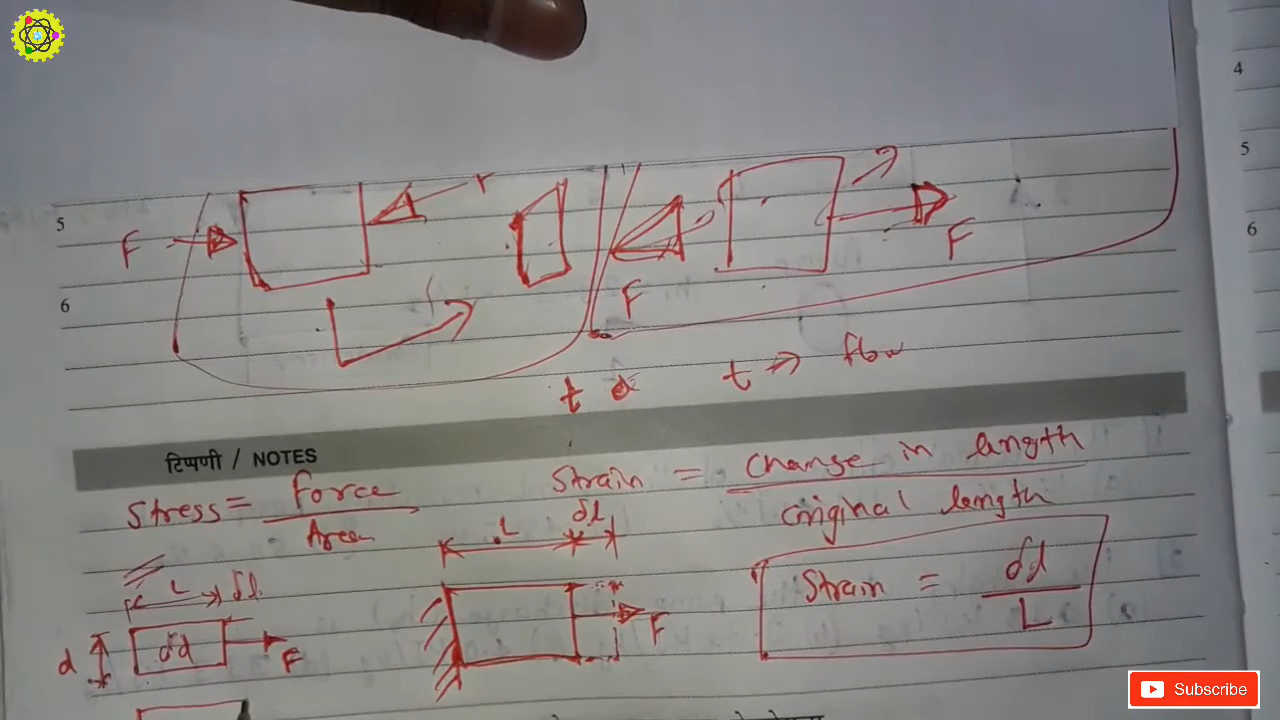 4
5
5
6
6
F
F
F
t
t → flow
टिप्पणी / NOTES
Stress = Force / Area
Strain = Change in length / original length
L δl
L δl
Strain = δl / L
d δd F
F
Subscribe